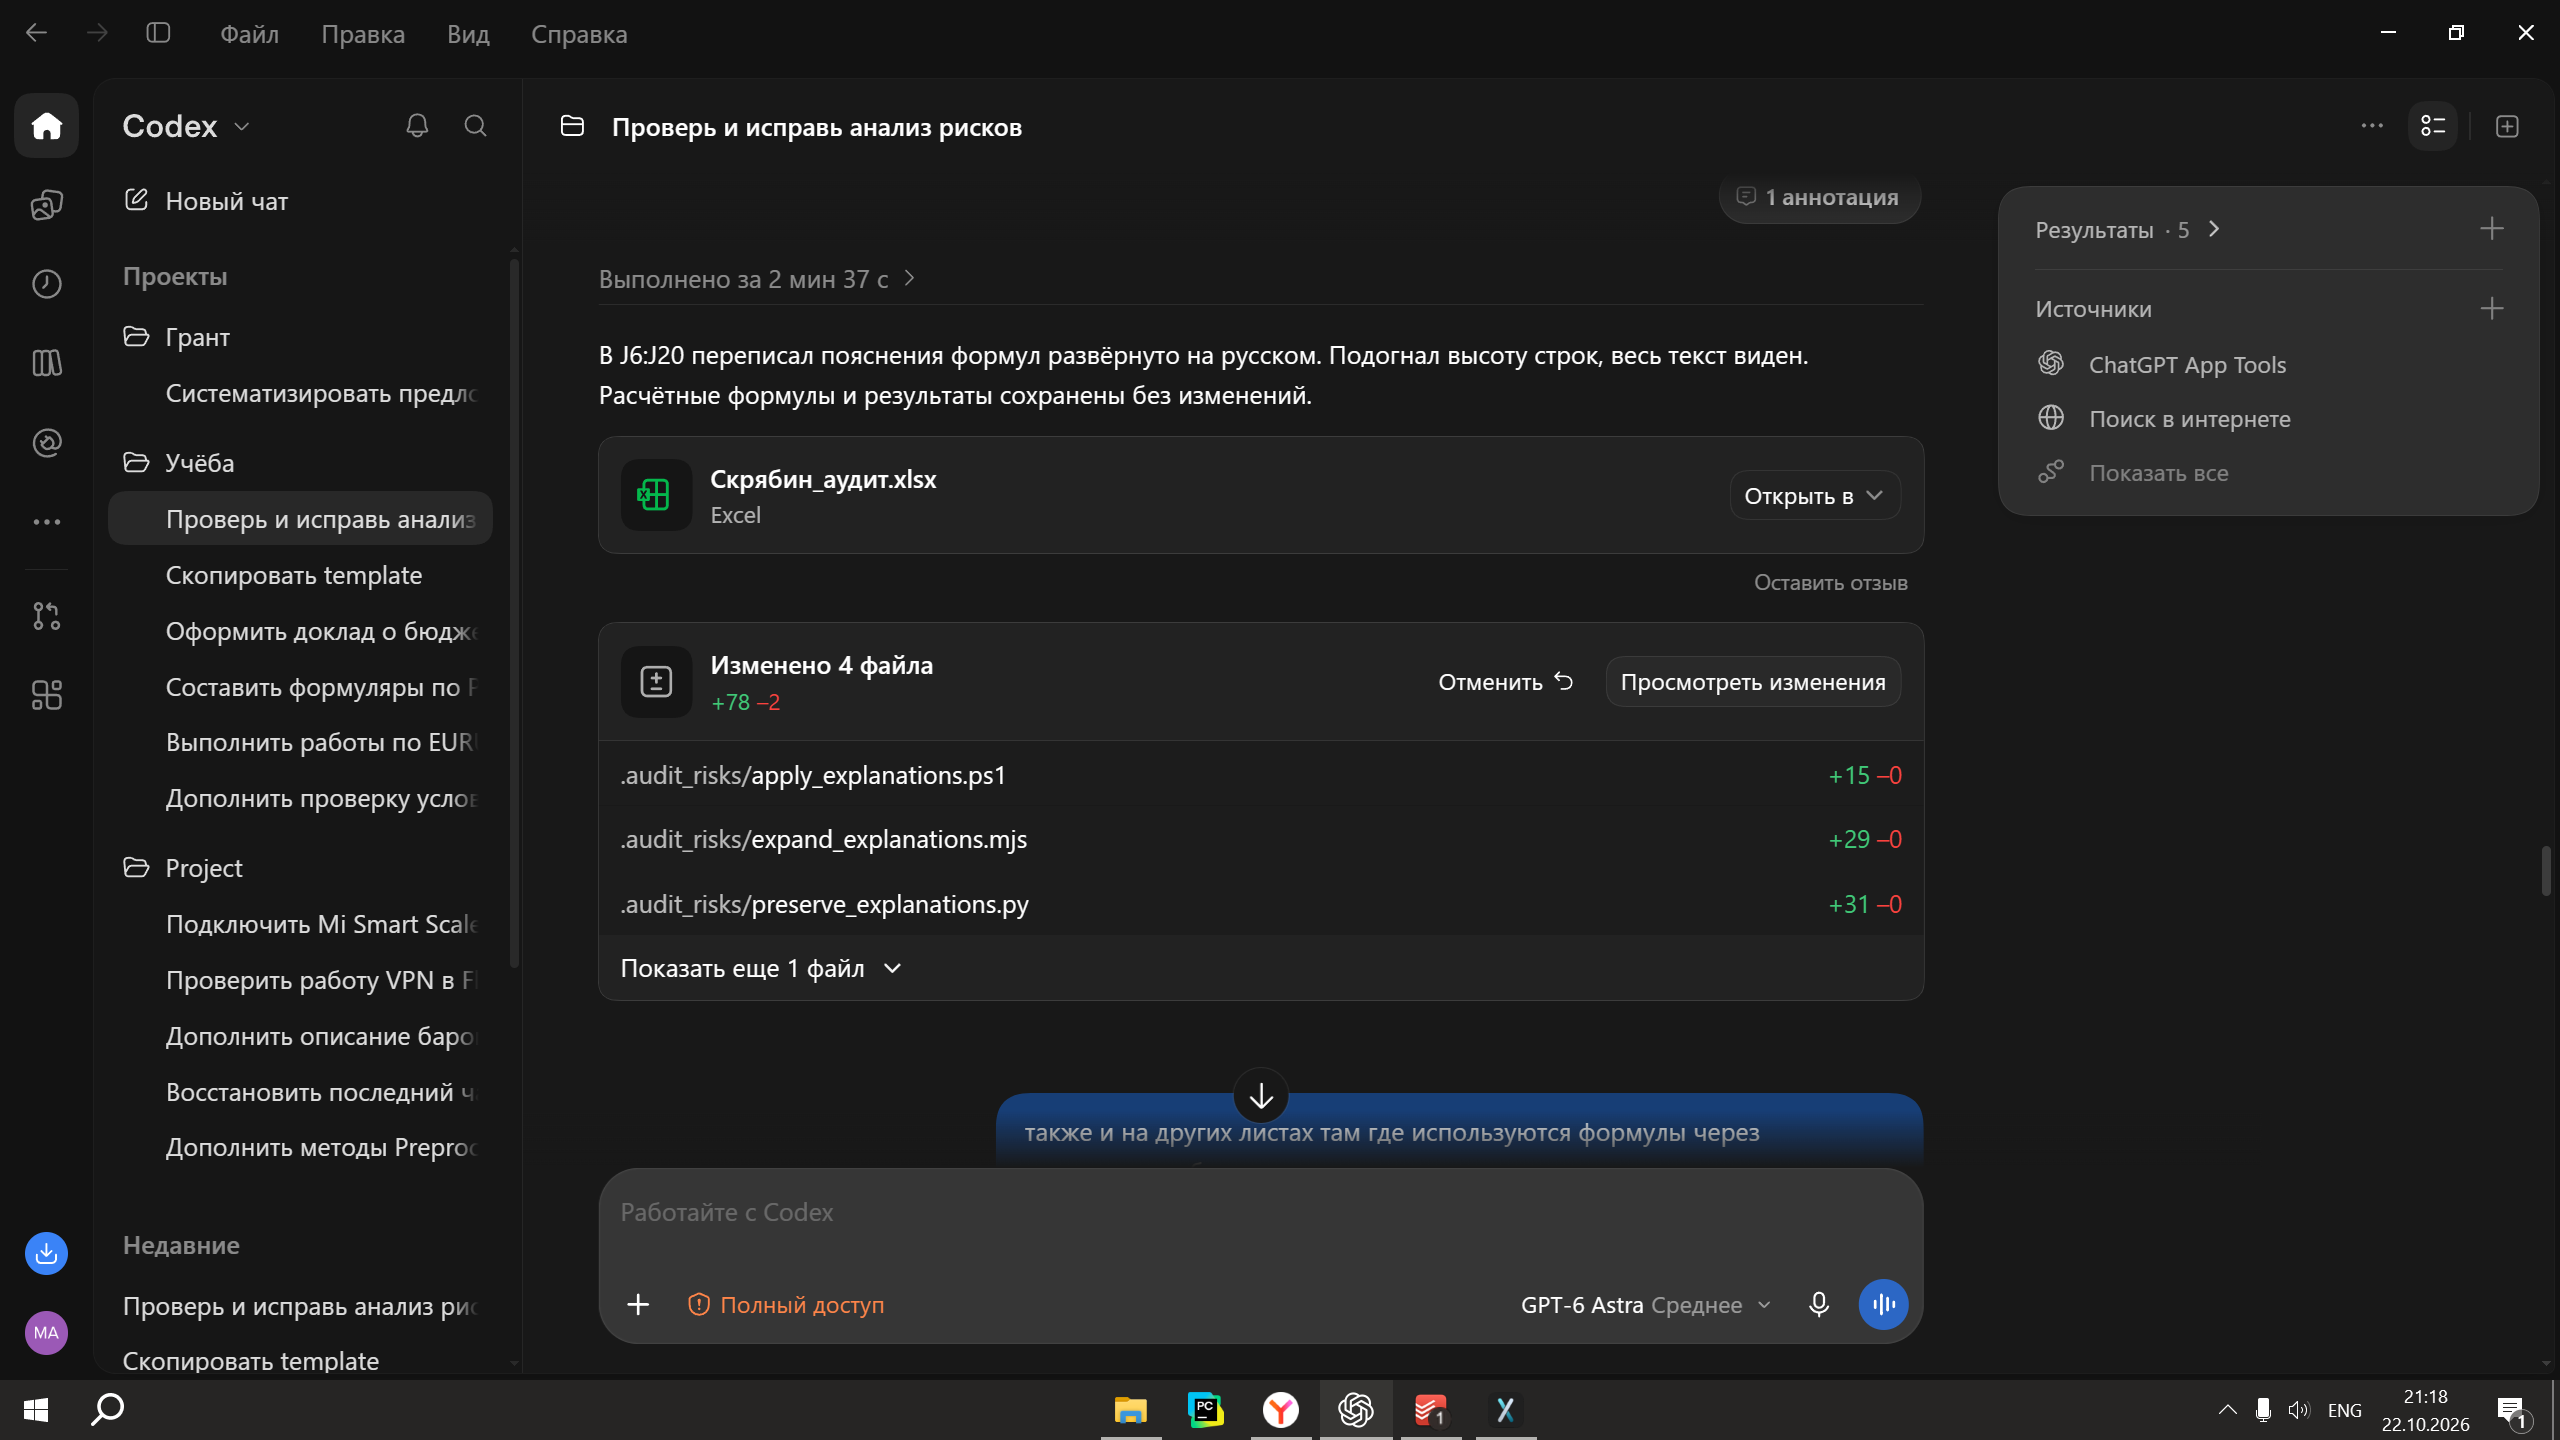 Файл Правка Вид Справка
Codex
Новый чат
Проекты
Грант
Систематизировать предло
Учёба
Проверь и исправь анализ
Скопировать template
Оформить доклад о бюдже
Составить формуляры по
Выполнить работы по EUR
Дополнить проверку услов
Project
Подключить Mi Smart Scale
Проверить работу VPN в
Дополнить описание баро
Восстановить последний
Дополнить методы Preproc
Недавние
Проверь и исправь анализ рис
Скопировать template
MA
Проверь и исправь анализ рисков
1 аннотация
Выполнено за 2 мин 37 с
В J6:J20 переписал пояснения формул развёрнуто на русском. Подогнал высоту строк, весь текст виден.
Расчётные формулы и результаты сохранены без изменений.
Скрябин_аудит.xlsx
Excel
Открыть в
Оставить отзыв
Изменено 4 файла
+78 −2
Отменить
Просмотреть изменения
.audit_risks/apply_explanations.ps1 +15 −0
.audit_risks/expand_explanations.mjs +29 −0
.audit_risks/preserve_explanations.py +31 −0
Показать еще 1 файл
также и на других листах там где используются формулы через
Работайте с Codex
Полный доступ
GPT-6 Astra Среднее
Результаты · 5
Источники
ChatGPT App Tools
Поиск в интернете
Показать все
PC
1
ENG
21:18
22.10.2026
1